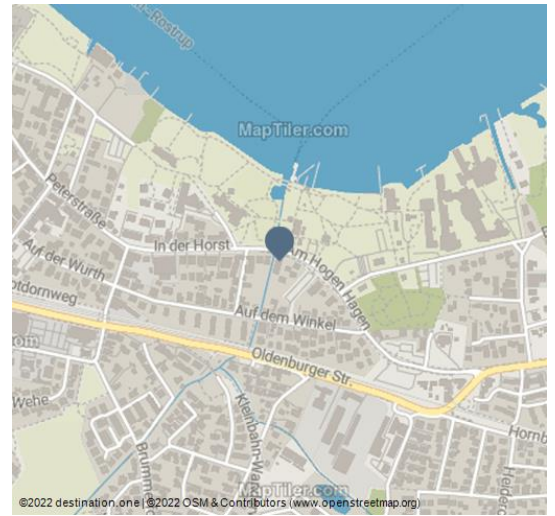 - Rostrup
MapTiler.com
Peterstraße
In der Horst
Am Hogen Hagen
Auf der Wurth
Auf dem Winkel
Oldenburger Str.
Wehe
Kleinbahn-Wa
MapTiler.com
©2022 destination.one | ©2022 OSM & Contributors (www.openstreetmap.org)